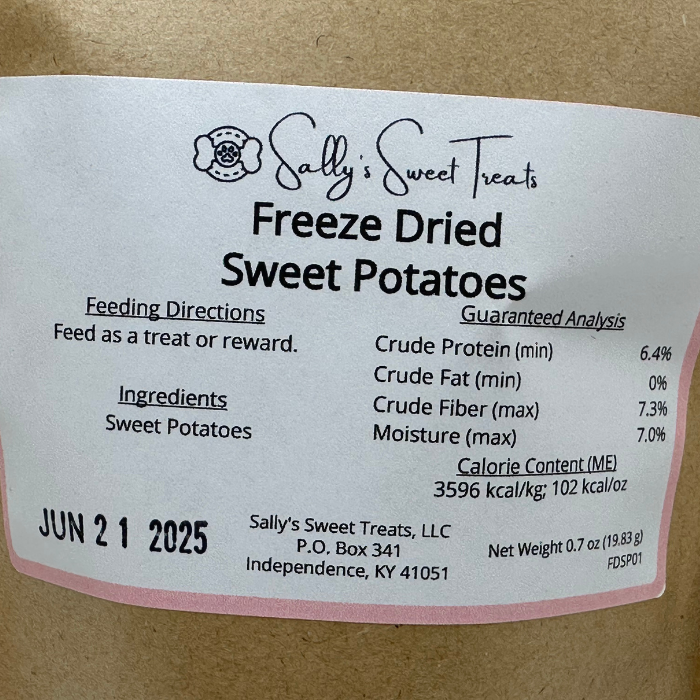 Sally's Sweet Treats
Freeze Dried
Sweet Potatoes
Feeding Directions
Feed as a treat or reward.
Ingredients
Sweet Potatoes
Guaranteed Analysis
Crude Protein (min) 6.4%
Crude Fat (min) 0%
Crude Fiber (max) 7.3%
Moisture (max) 7.0%
Calorie Content (ME)
3596 kcal/kg; 102 kcal/oz
JUN 21 2025
Sally's Sweet Treats, LLC
P.O. Box 341
Independence, KY 41051
Net Weight 0.7 oz (19.83 g)
FDSP01